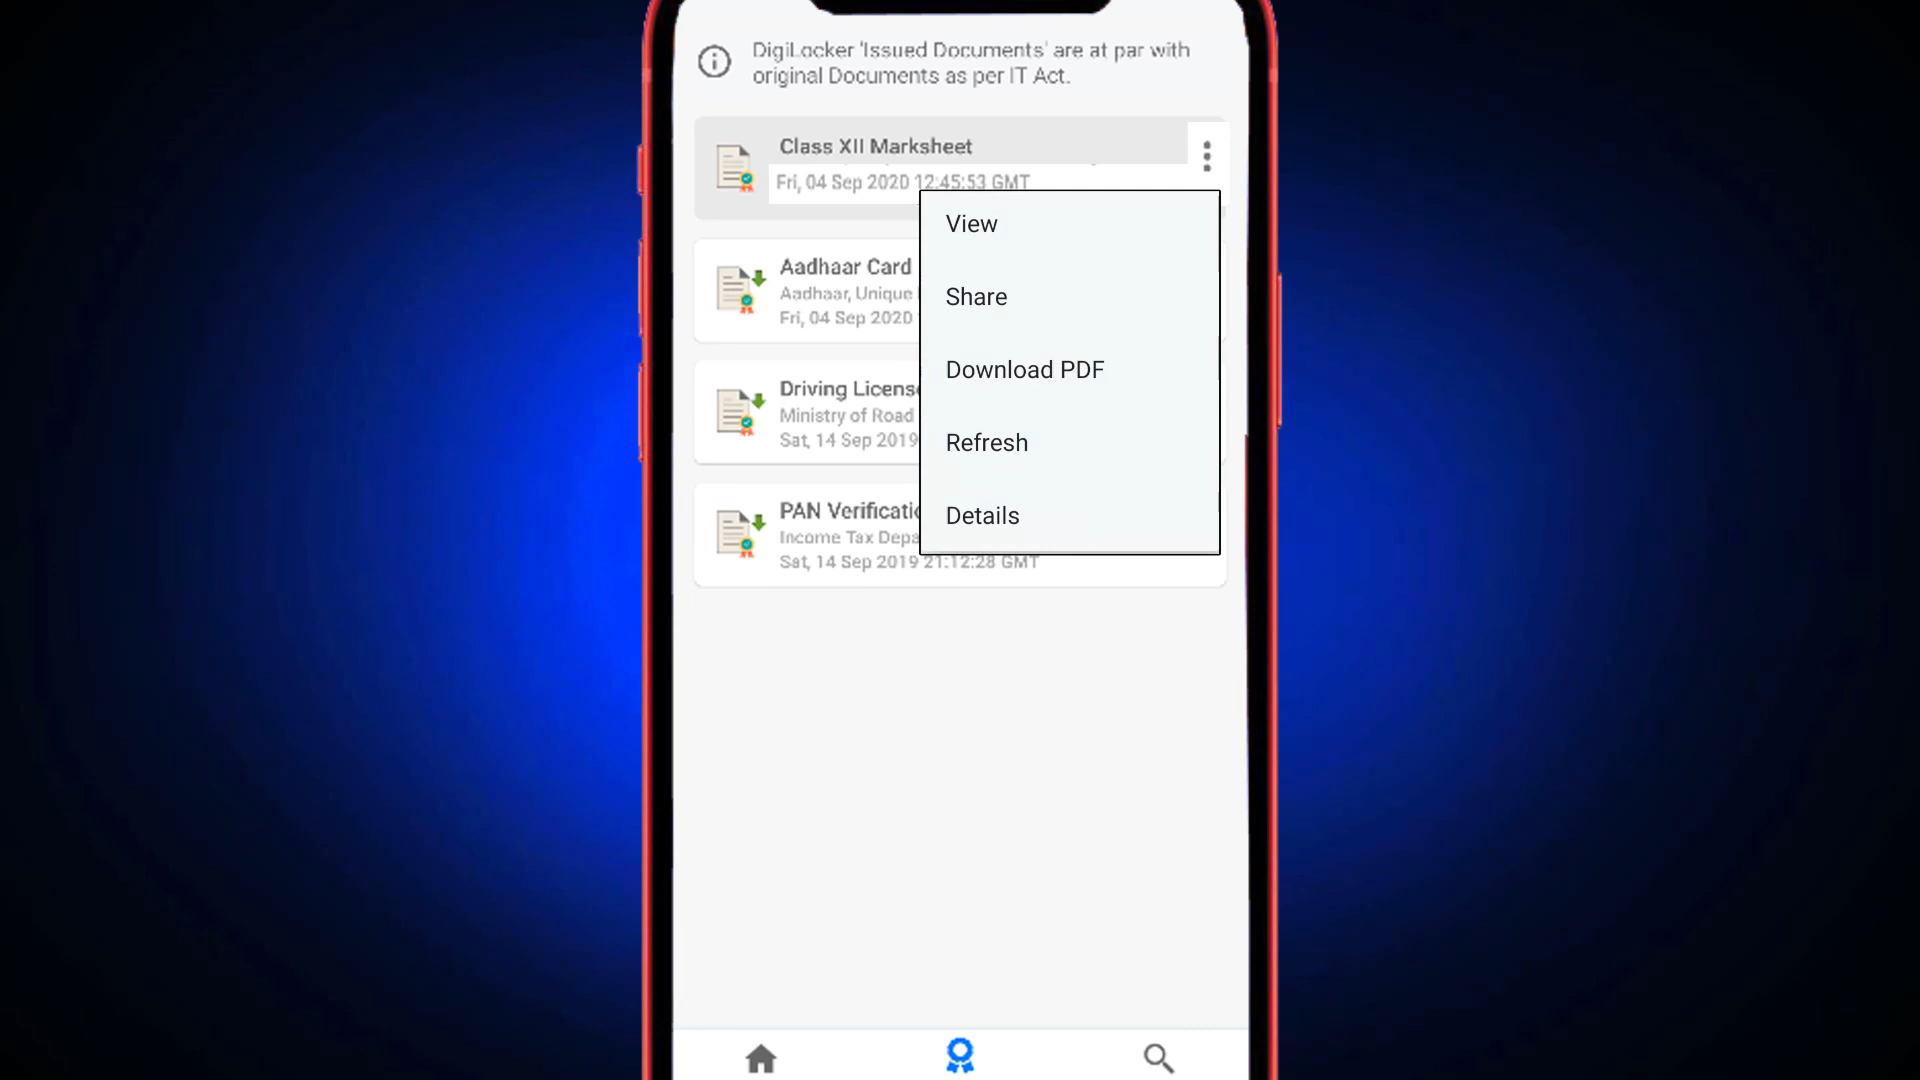 DigiLocker 'Issued Documents' are at par with
original Documents as per IT Act.
Class XII Marksheet
Fri, 04 Sep 2020 12:45:53 GMT
View
Share
Download PDF
Refresh
Details
Aadhaar Card
Aadhaar, Unique
Fri, 04 Sep 2020
Driving License
Ministry of Road
Sat, 14 Sep 2019
PAN
Income Tax
Sat, 14 Sep 2019 21:12:28 GMT